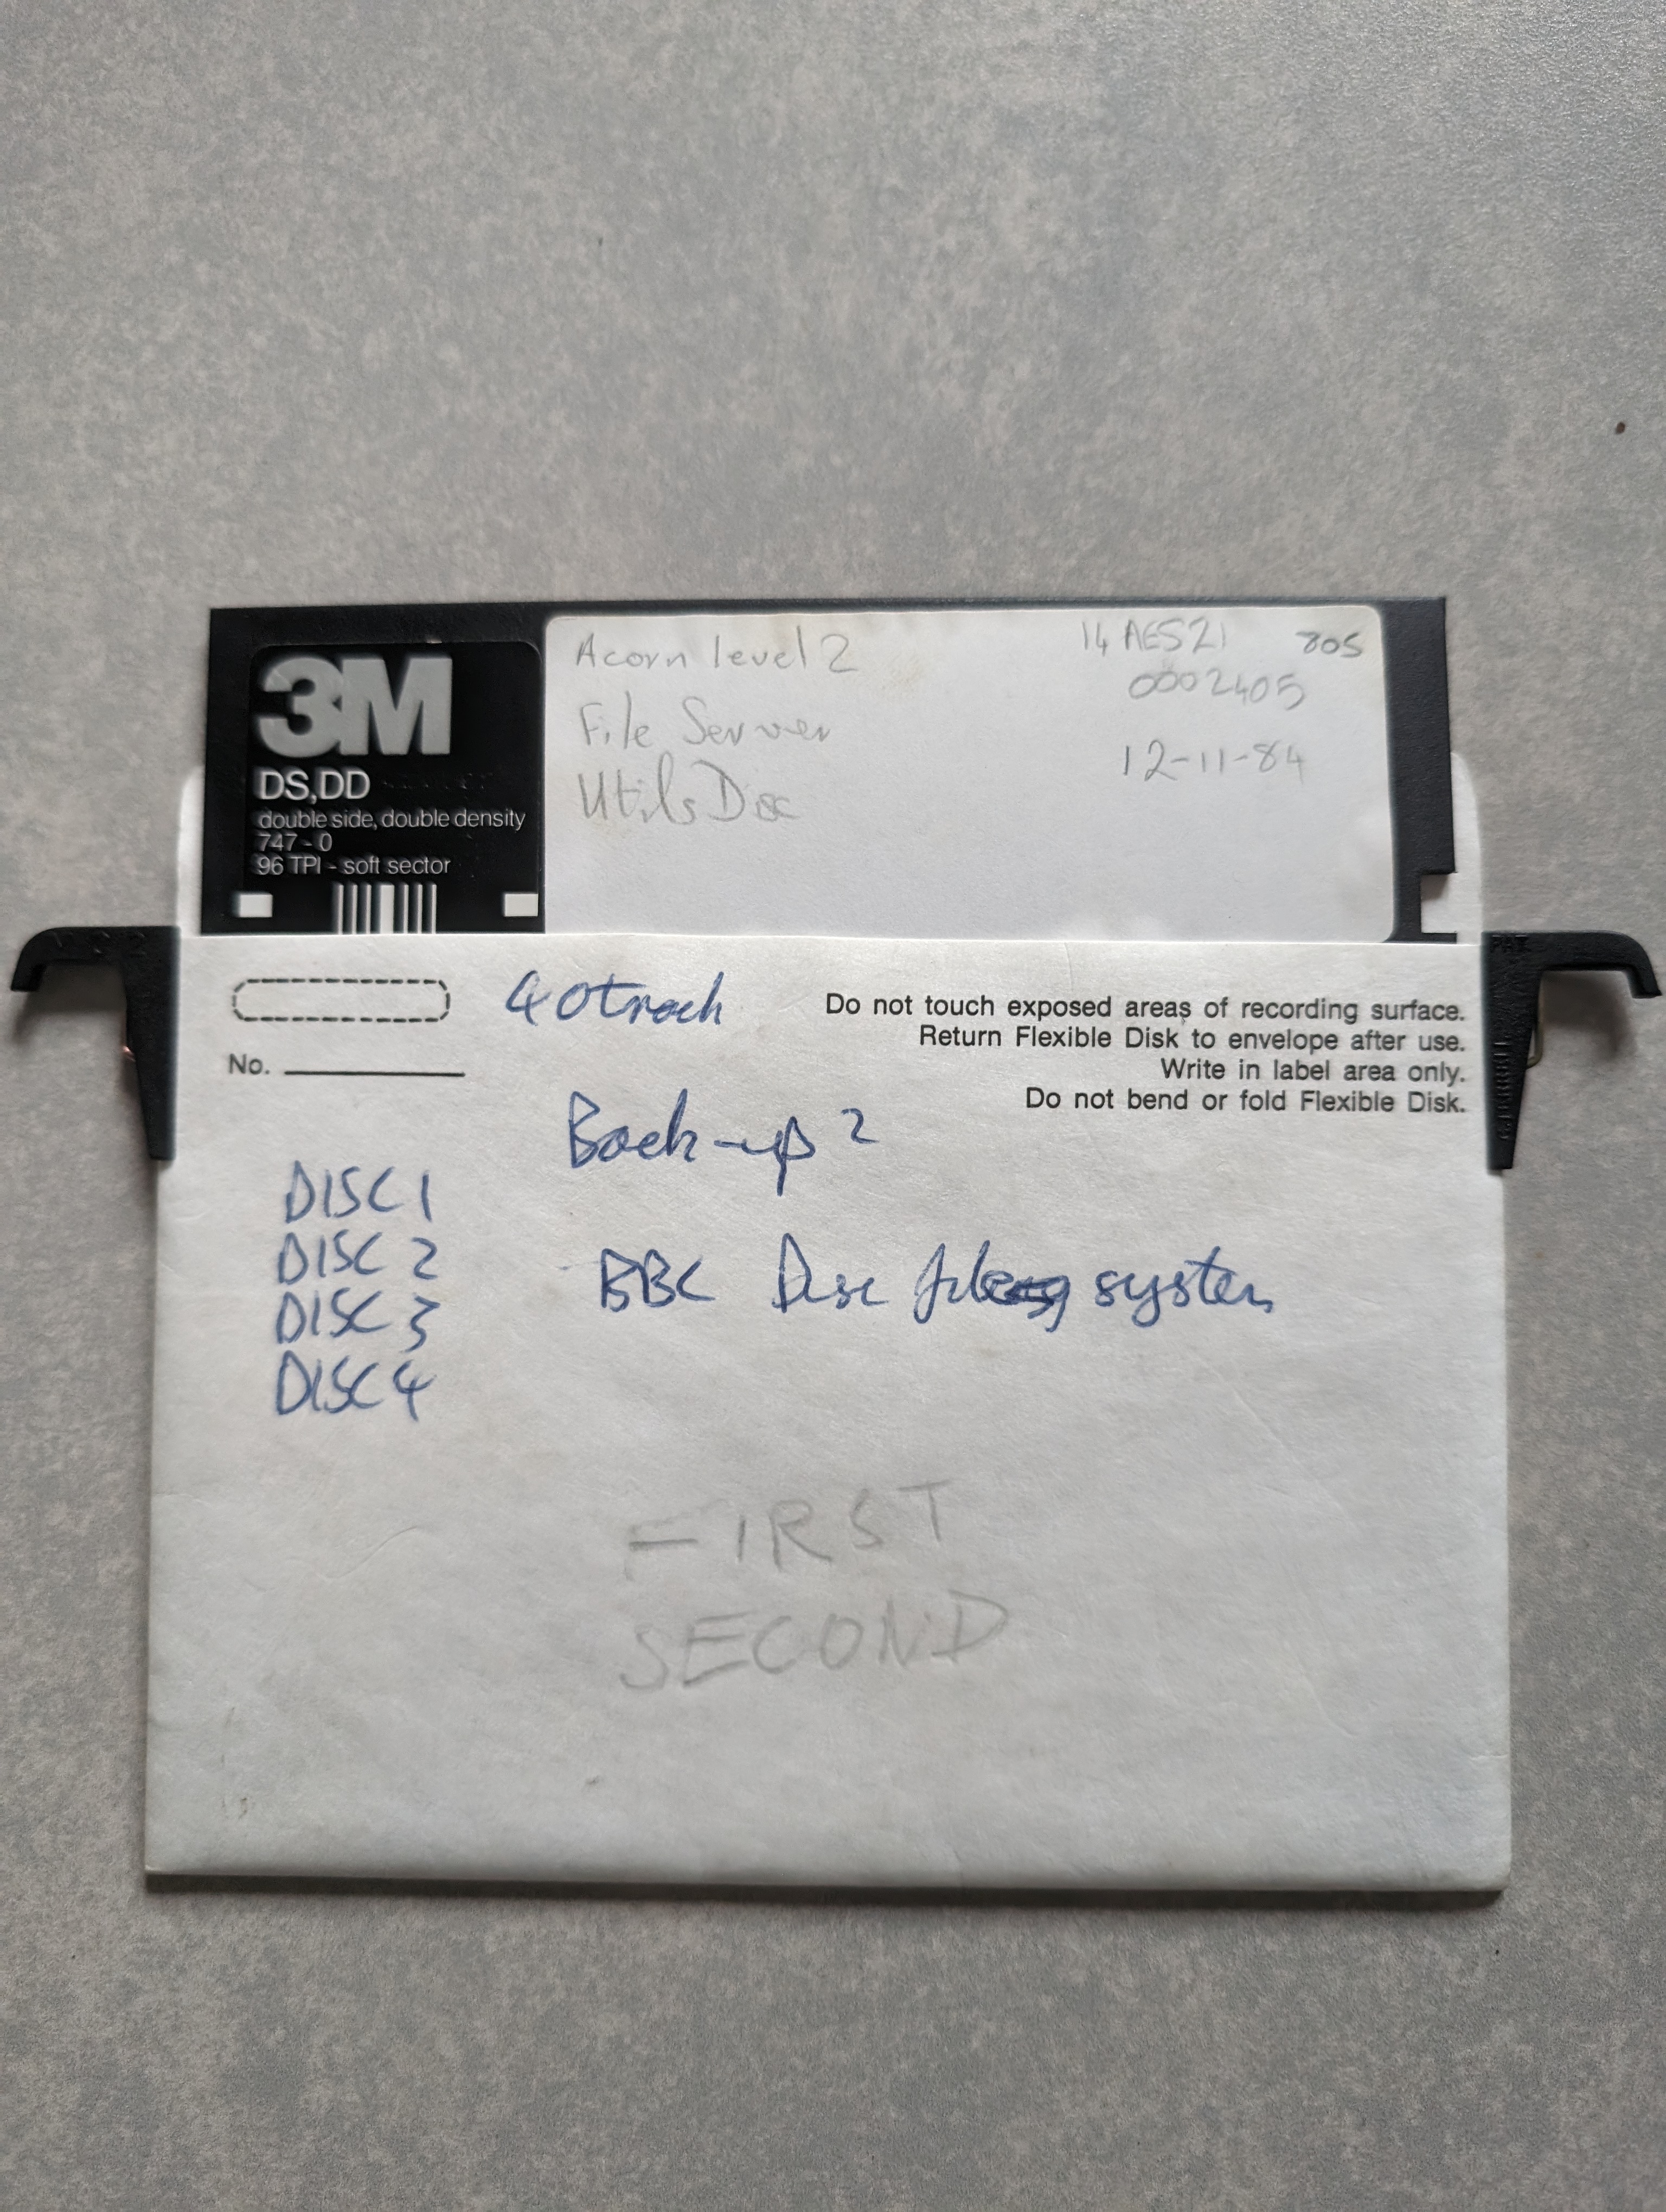 3M
DS,DD
double side, double density
747-0
96 TPI - soft sector
Acorn level 2
File Server
Utils Disc
14 AES21 805
0002405
12-11-84
40track
Do not touch exposed areas of recording surface.
Return Flexible Disk to envelope after use.
Write in label area only.
Do not bend or fold Flexible Disk.
No.
Back-up 2
DISC 1
DISC 2
DISC 3
DISC 4
BBC Disc system
FIRST
SECOND